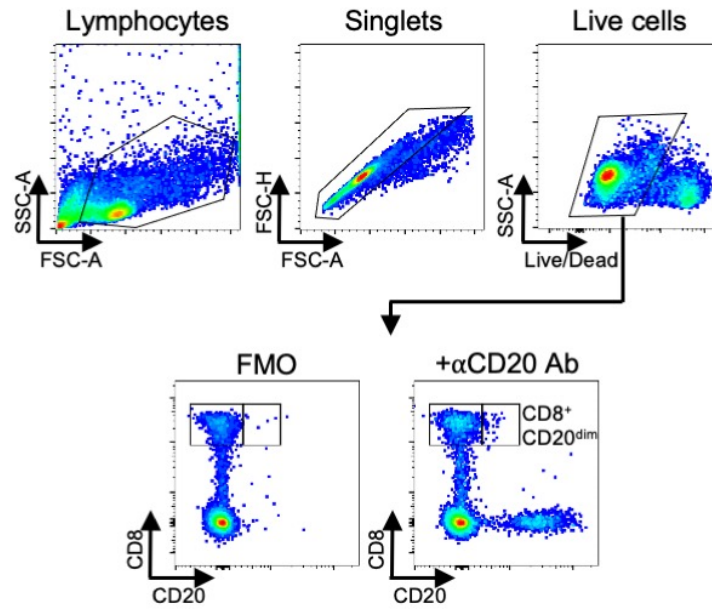 Lymphocytes
Singlets
Live cells
SSC-A
FSC-A
FSC-H
FSC-A
SSC-A
Live/Dead
FMO
+αCD20 Ab
CD8⁺
CD20ᵈⁱᵐ
CD8
CD20
CD8
CD20